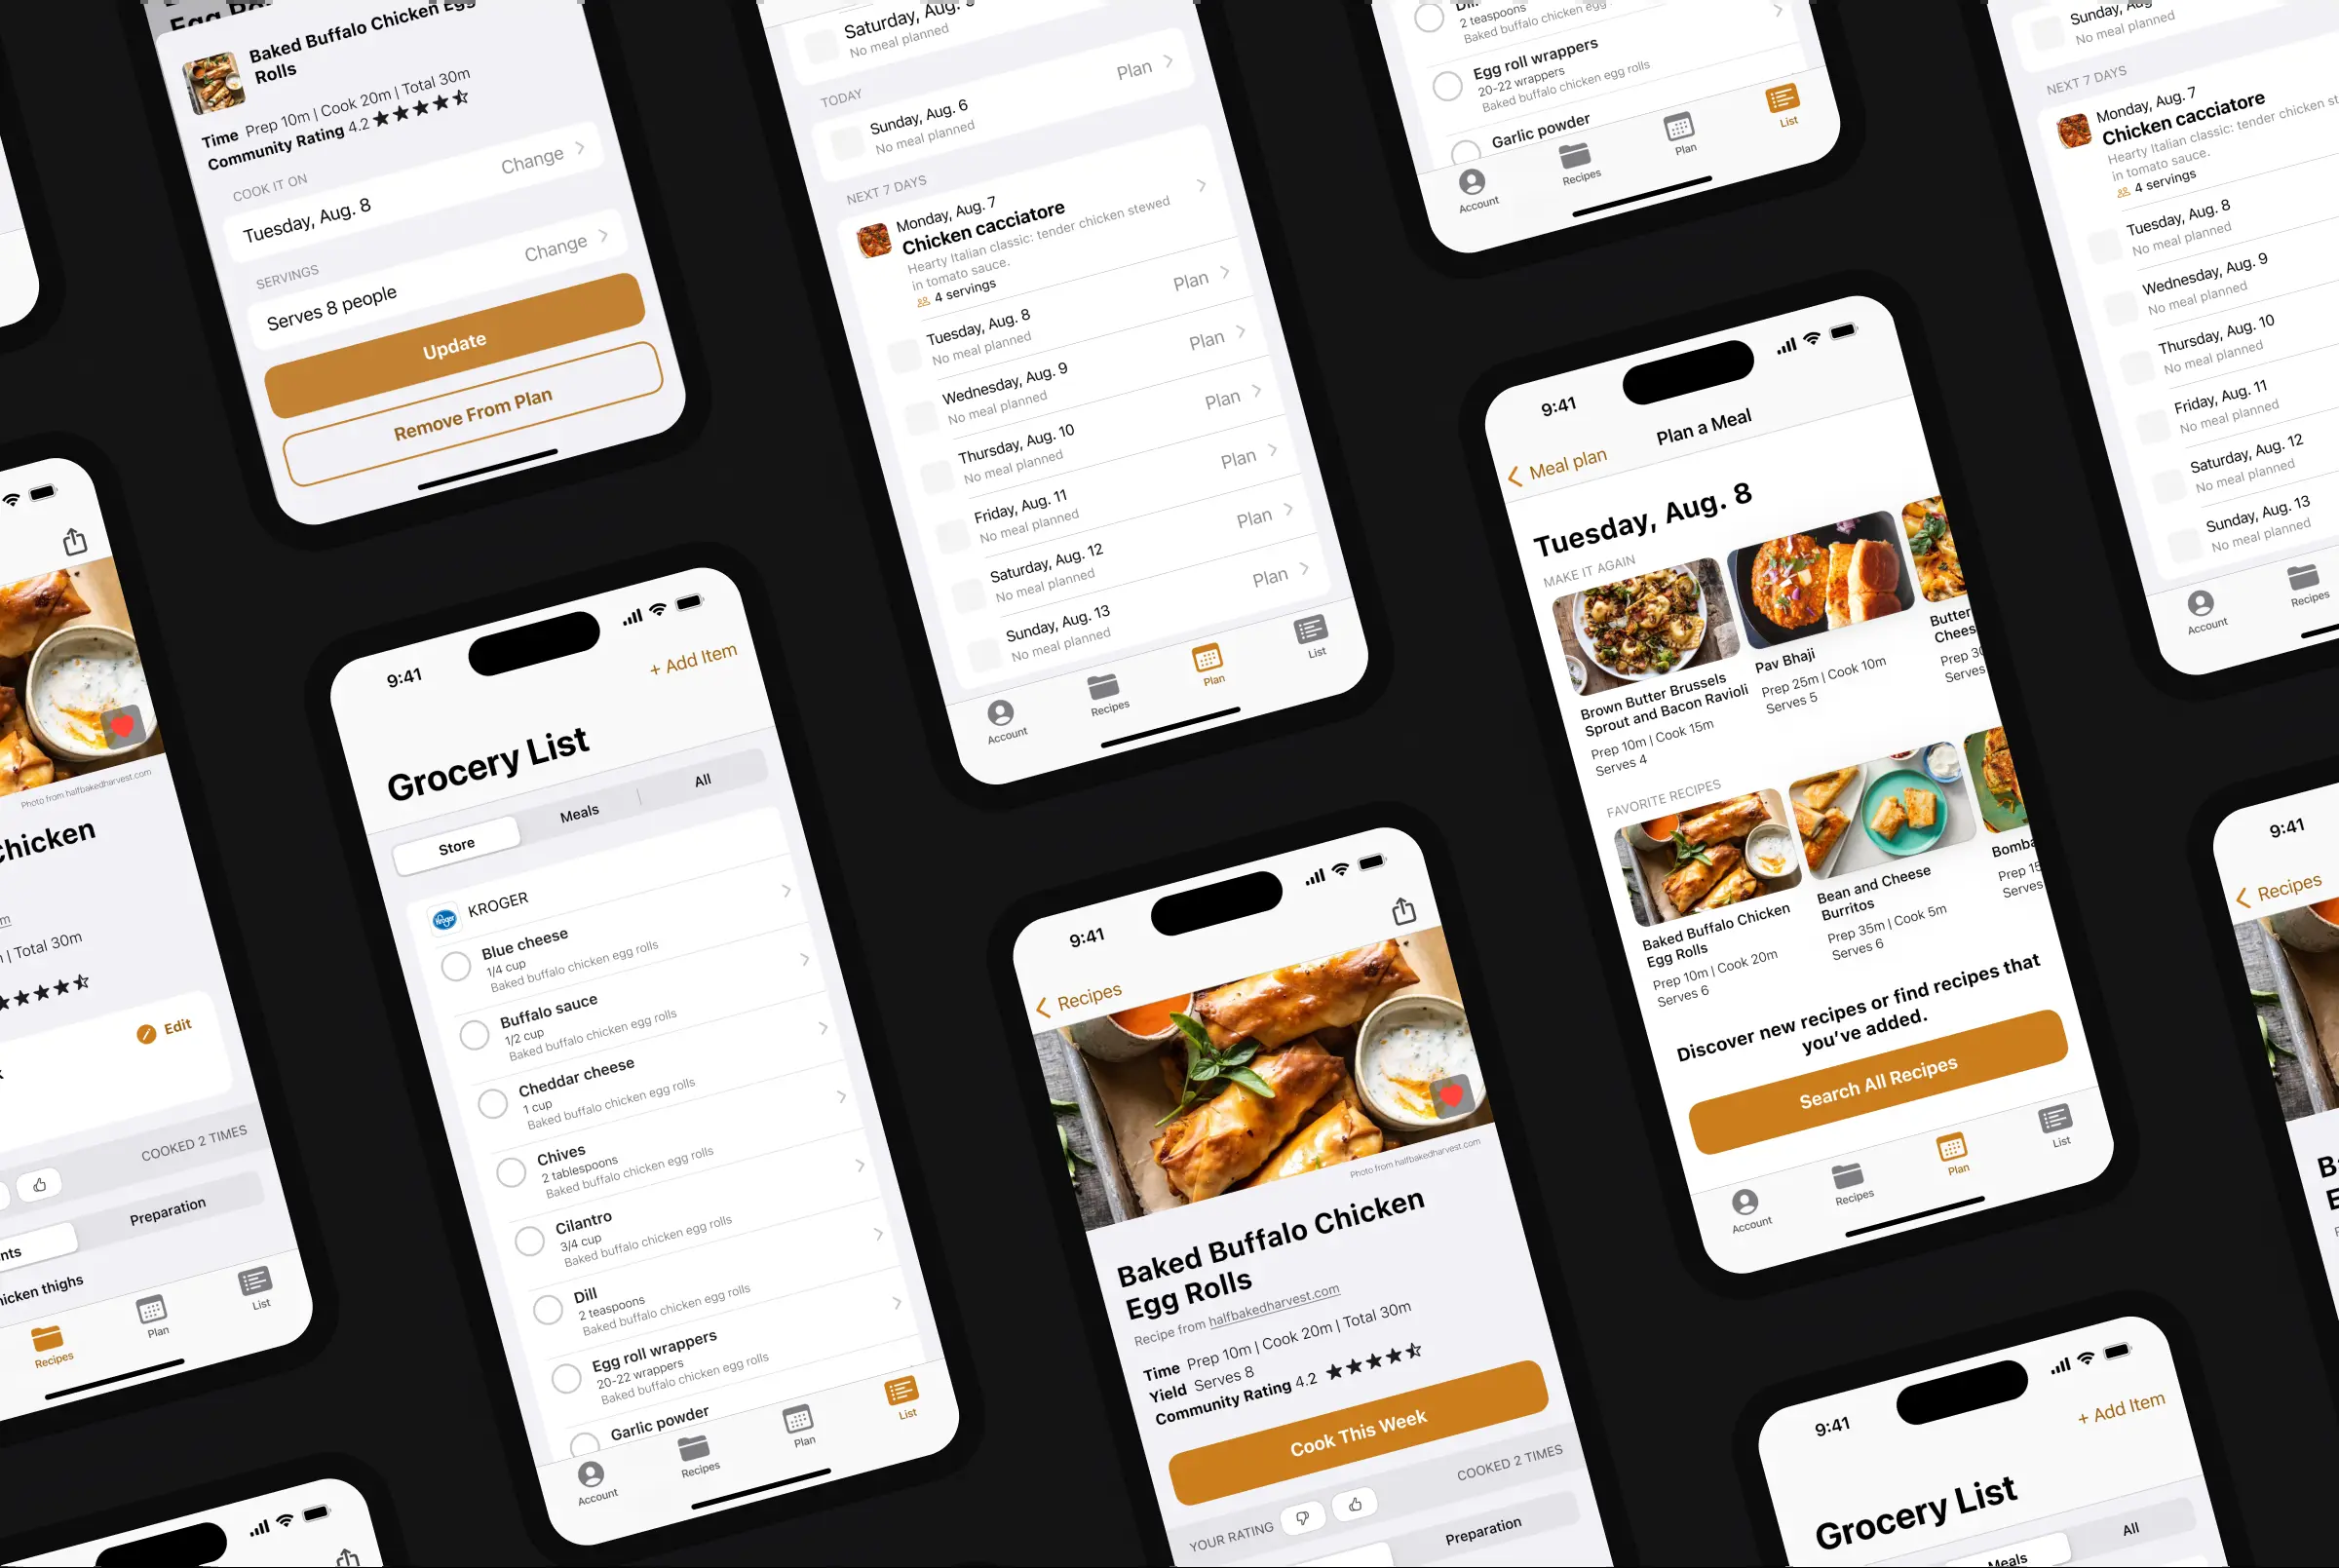 Baked Buffalo Chicken Egg
Rolls
Time Prep 10m | Cook 20m | Total 30m
Community Rating 4.2
COOK IT ON
Tuesday, Aug. 8
Change
SERVINGS
Serves 8 people
Change
Update
Remove From Plan
Saturday, Aug. 5
No meal planned
TODAY
Sunday, Aug. 6
No meal planned
Plan
NEXT 7 DAYS
Monday, Aug. 7
Chicken cacciatore
Hearty Italian classic: tender chicken stewed
in tomato sauce.
4 servings
Tuesday, Aug. 8
No meal planned
Plan
Wednesday, Aug. 9
No meal planned
Plan
Thursday, Aug. 10
No meal planned
Plan
Friday, Aug. 11
No meal planned
Plan
Saturday, Aug. 12
No meal planned
Plan
Sunday, Aug. 13
No meal planned
Plan
Account
Recipes
Plan
List
Dill
2 teaspoons
Baked buffalo chicken egg rolls
Egg roll wrappers
20-22 wrappers
Baked buffalo chicken egg rolls
Garlic powder
Account
Recipes
Plan
List
Sunday, Aug
No meal planned
NEXT 7 DAYS
Monday, Aug. 7
Chicken cacciatore
Hearty Italian classic: tender chicken st
in tomato sauce.
4 servings
Tuesday, Aug. 8
No meal planned
Wednesday, Aug. 9
No meal planned
Thursday, Aug. 10
No meal planned
Friday, Aug. 11
No meal planned
Saturday, Aug. 12
No meal planned
Sunday, Aug. 13
No meal planned
Account
Recipes
Photo from halfbakedharvest.com
Chicken
| Total 30m
Edit
COOKED 2 TIMES
Preparation
nts
hicken thighs
Recipes
Plan
List
9:41
+ Add Item
Grocery List
Store
Meals
All
Kroger
KROGER
Blue cheese
1/4 cup
Baked buffalo chicken egg rolls
Buffalo sauce
1/2 cup
Baked buffalo chicken egg rolls
Cheddar cheese
1 cup
Baked buffalo chicken egg rolls
Chives
2 tablespoons
Baked buffalo chicken egg rolls
Cilantro
3/4 cup
Baked buffalo chicken egg rolls
Dill
2 teaspoons
Baked buffalo chicken egg rolls
Egg roll wrappers
20-22 wrappers
Baked buffalo chicken egg rolls
Garlic powder
Account
Recipes
Plan
List
9:41
Recipes
Photo from halfbakedharvest.com
Baked Buffalo Chicken
Egg Rolls
Recipe from halfbakedharvest.com
Time Prep 10m | Cook 20m | Total 30m
Yield Serves 8
Community Rating 4.2
Cook This Week
YOUR RATING
COOKED 2 TIMES
Preparation
9:41
Meal plan
Plan a Meal
Tuesday, Aug. 8
MAKE IT AGAIN
Brown Butter Brussels
Sprout and Bacon Ravioli
Prep 10m | Cook 15m
Serves 4
Pav Bhaji
Prep 25m | Cook 10m
Serves 5
Butter
Chees
Prep 30
Serves
FAVORITE RECIPES
Baked Buffalo Chicken
Egg Rolls
Prep 10m | Cook 20m
Serves 6
Bean and Cheese
Burritos
Prep 35m | Cook 5m
Serves 6
Bomba
Prep 15
Serves
Discover new recipes or find recipes that
you've added.
Search All Recipes
Account
Recipes
Plan
List
9:41
Recipes
9:41
+ Add Item
Grocery List
Meals
All